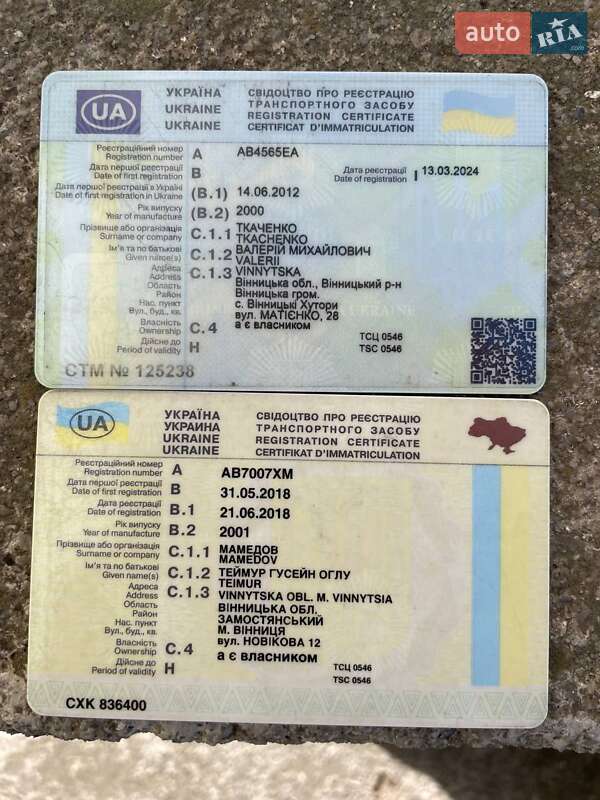 auto RIA .com
UA
УКРАЇНА
UKRAINE
UKRAINE
СВІДОЦТВО ПРО РЕЄСТРАЦІЮ
ТРАНСПОРТНОГО ЗАСОБУ
REGISTRATION CERTIFICATE
CERTIFICAT D'IMMATRICULATION
Реєстраційний номер
Registration number A AB4565EA
Дата першої реєстрації
Date of first registration B
Дата реєстрації
Date of registration I 13.03.2024
Дата першої реєстрації в Україні
Date of first registration in Ukraine (B.1) 14.06.2012
Рік випуску
Year of manufacture (B.2) 2000
Прізвище або організація
Surname or company C.1.1 ТКАЧЕНКО
TKACHENKO
Ім'я та по батькові
Given name(s) C.1.2 ВАЛЕРІЙ МИХАЙЛОВИЧ
VALERII
Адреса
Address C.1.3 VINNYTSKA
Область Вінницька обл., Вінницький р-н
Район Вінницька гром.
Нас. пункт с. Вінницькі Хутори
Вул., буд., кв. вул. МАТІЄНКО, 28
Власність
Ownership C.4 а є власником
Дійсне до
Period of validity H
ТСЦ 0546
TSC 0546
СТМ № 125238
UA
УКРАЇНА
УКРАИНА
UKRAINE
UKRAINE
СВІДОЦТВО ПРО РЕЄСТРАЦІЮ
ТРАНСПОРТНОГО ЗАСОБУ
REGISTRATION CERTIFICATE
CERTIFIKAT D'IMMATRICULATION
Реєстраційний номер
Registration number A AB7007XM
Дата першої реєстрації
Date of first registration B 31.05.2018
Дата реєстрації
Date of registration B.1 21.06.2018
Рік випуску
Year of manufacture B.2 2001
Прізвище або організація
Surname or company C.1.1 МАМЕДОВ
MAMEDOV
Ім'я та по батькові
Given name(s) C.1.2 ТЕЙМУР ГУСЕЙН ОГЛУ
TEIMUR
Адреса
Address C.1.3 VINNYTSKA OBL. M. VINNYTSIA
Область ВІННИЦЬКА ОБЛ.
Район ЗАМОСТЯНСЬКИЙ
Нас. пункт М. ВІННИЦЯ
Вул., буд., кв. вул. НОВІКОВА 12
Власність
Ownership C.4 а є власником
Дійсне до
Period of validity H
ТСЦ 0546
TSC 0546
СХК 836400